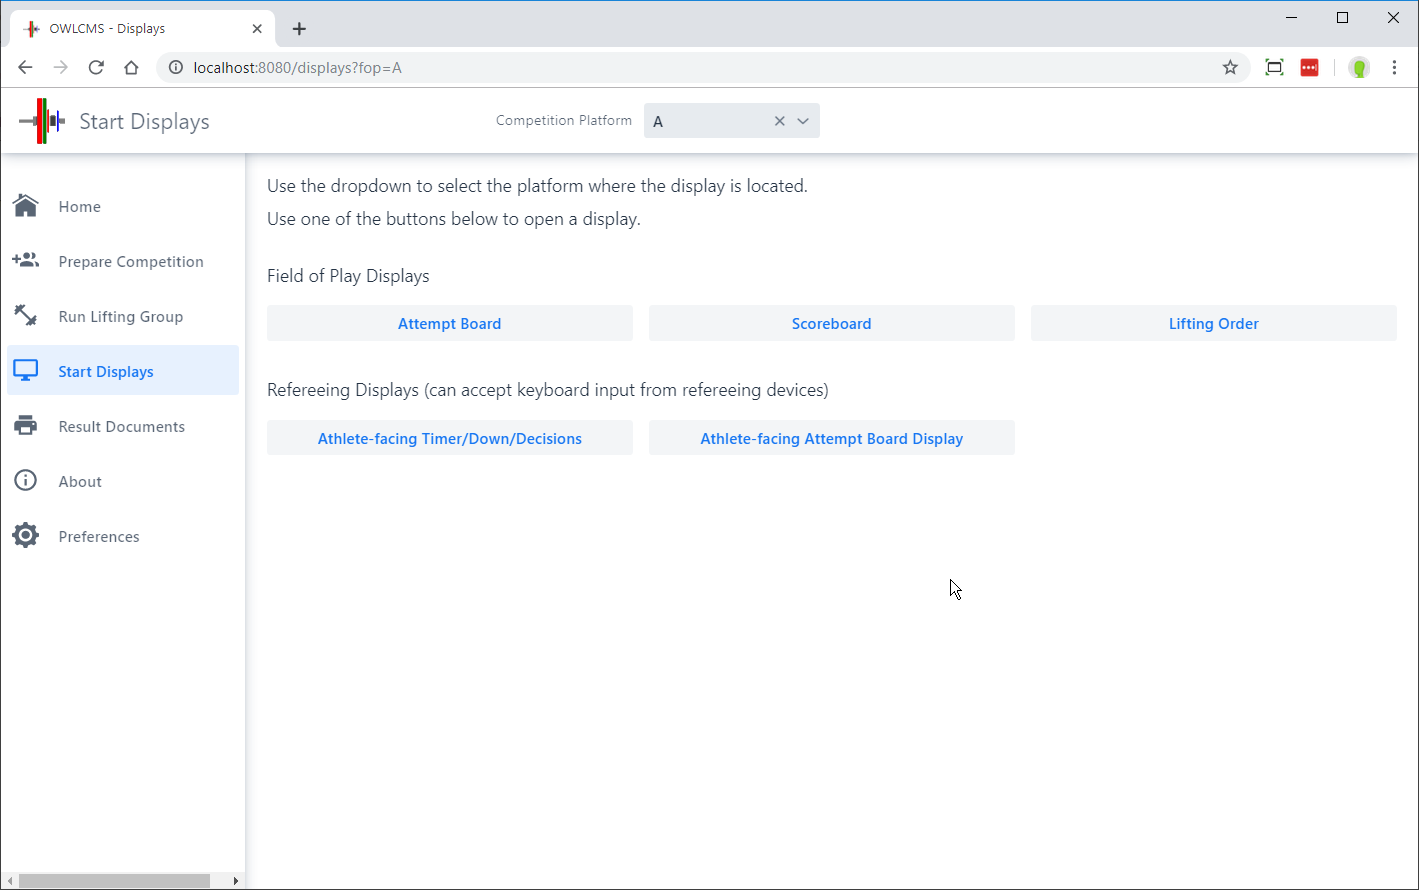 OWLCMS - Displays
localhost:8080/displays?fop=A
Start Displays
Competition Platform
A
Home
Prepare Competition
Run Lifting Group
Start Displays
Result Documents
About
Preferences
Use the dropdown to select the platform where the display is located.
Use one of the buttons below to open a display.
Field of Play Displays
Attempt Board
Scoreboard
Lifting Order
Refereeing Displays (can accept keyboard input from refereeing devices)
Athlete-facing Timer/Down/Decisions
Athlete-facing Attempt Board Display